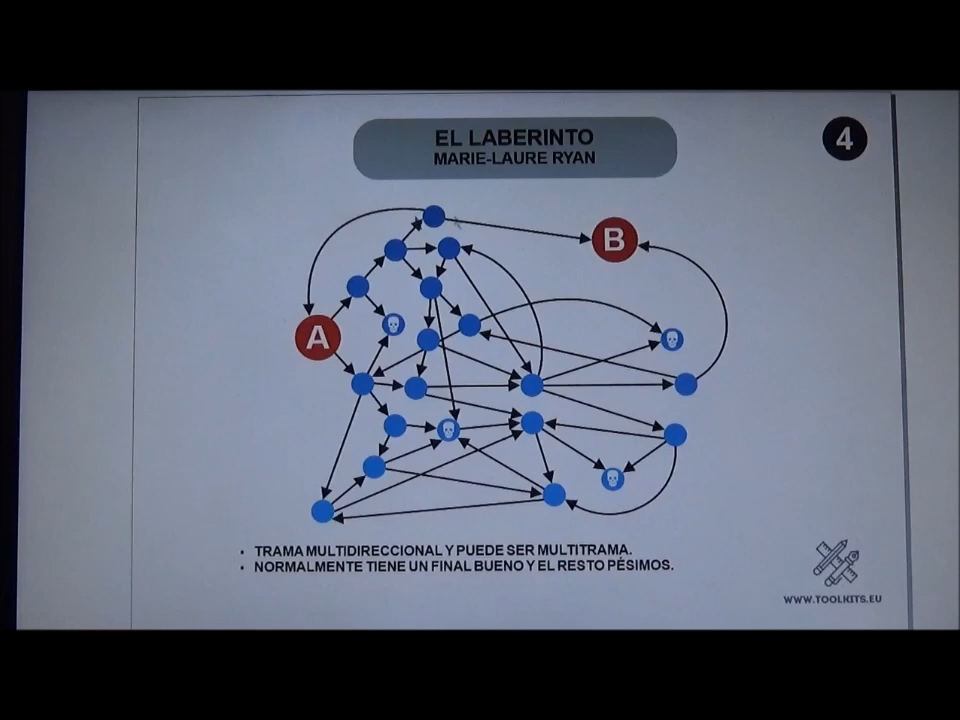 EL LABERINTO
MARIE-LAURE RYAN
4
B
A
• TRAMA MULTIDIRECCIONAL Y PUEDE SER MULTITRAMA.
• NORMALMENTE TIENE UN FINAL BUENO Y EL RESTO PÉSIMOS.
WWW.TOOLKITS.EU